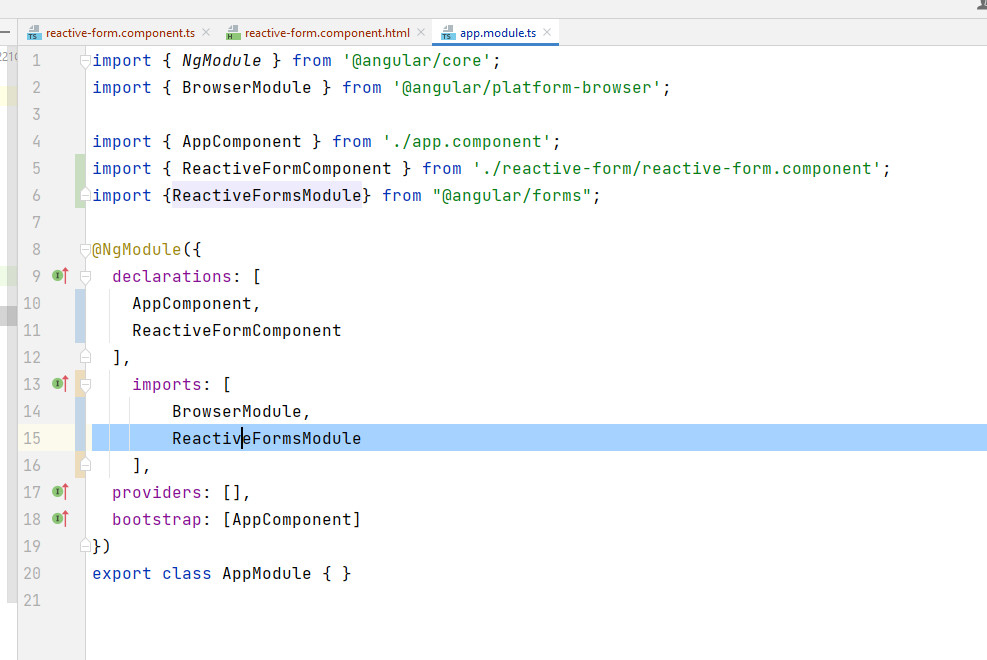 reactive-form.component.ts reactive-form.component.html app.module.ts
1 import { NgModule } from '@angular/core';
2 import { BrowserModule } from '@angular/platform-browser';
3
4 import { AppComponent } from './app.component';
5 import { ReactiveFormComponent } from './reactive-form/reactive-form.component';
6 import {ReactiveFormsModule} from "@angular/forms";
7
8 @NgModule({
9 declarations: [
10 AppComponent,
11 ReactiveFormComponent
12 ],
13 imports: [
14 BrowserModule,
15 ReactiveFormsModule
16 ],
17 providers: [],
18 bootstrap: [AppComponent]
19 })
20 export class AppModule { }
21